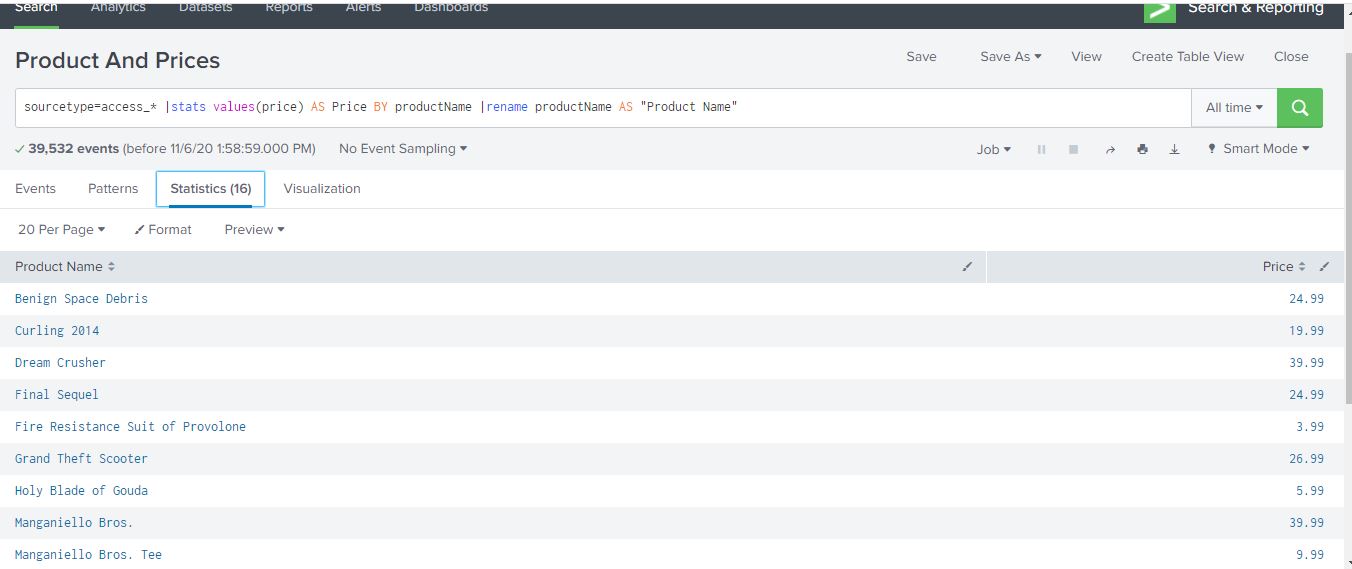 Search Analytics Datasets Reports Alerts Dashboards Search & Reporting
Product And Prices Save Save As View Create Table View Close
sourcetype=access_* |stats values(price) AS Price BY productName |rename productName AS "Product Name" All time
39,532 events (before 11/6/20 1:58:59.000 PM) No Event Sampling Job Smart Mode
Events Patterns Statistics (16) Visualization
20 Per Page Format Preview
Product Name Price
Benign Space Debris 24.99
Curling 2014 19.99
Dream Crusher 39.99
Final Sequel 24.99
Fire Resistance Suit of Provolone 3.99
Grand Theft Scooter 26.99
Holy Blade of Gouda 5.99
Manganiello Bros. 39.99
Manganiello Bros. Tee 9.99